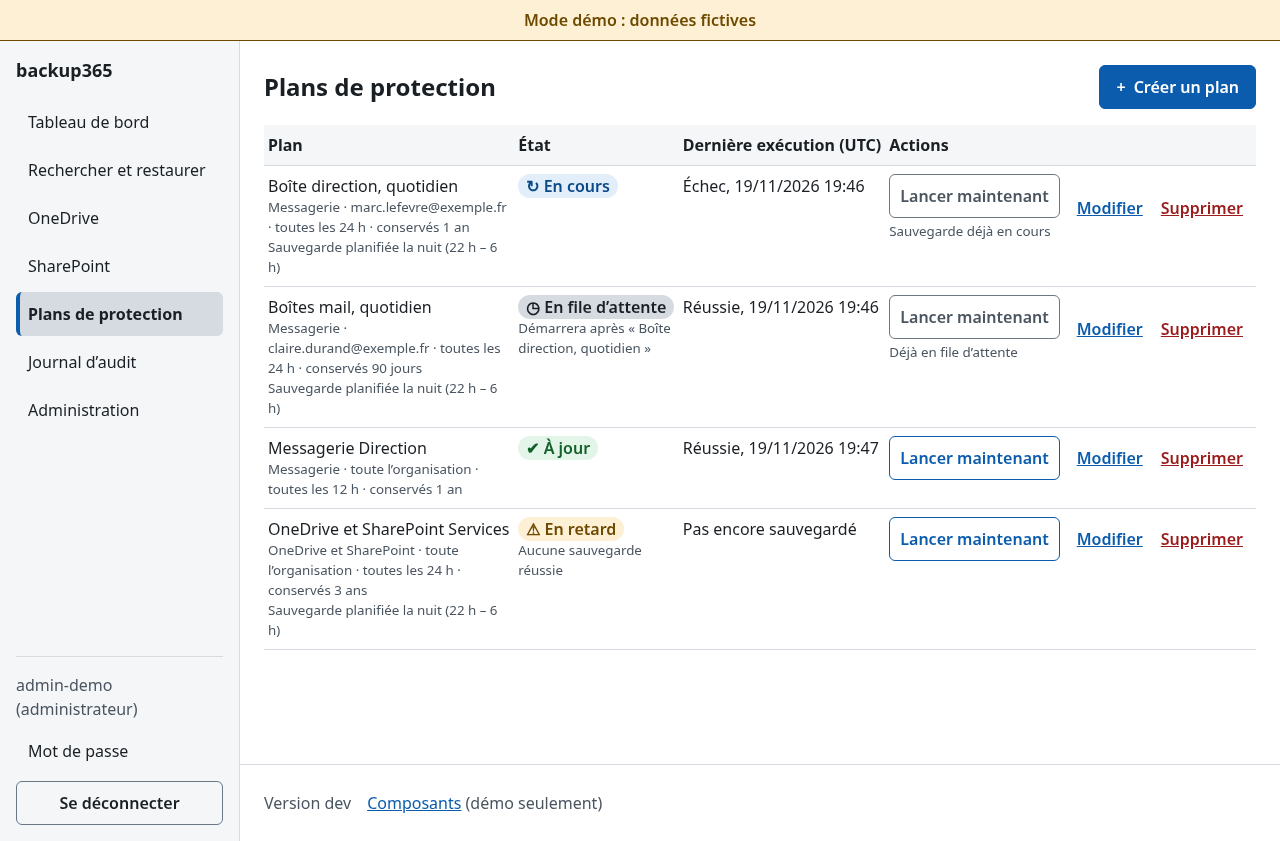 Mode démo : données fictives
backup365
Tableau de bord
Rechercher et restaurer
OneDrive
SharePoint
Plans de protection
Journal d’audit
Administration
admin-demo
(administrateur)
Mot de passe
Se déconnecter
Plans de protection
+ Créer un plan
Plan État Dernière exécution (UTC) Actions
Boîte direction, quotidien
Messagerie · marc.lefevre@exemple.fr
· toutes les 24 h · conservés 1 an
Sauvegarde planifiée la nuit (22 h – 6
h)
↻ En cours
Échec, 19/11/2026 19:46
Lancer maintenant
Sauvegarde déjà en cours
Modifier
Supprimer
Boîtes mail, quotidien
Messagerie ·
claire.durand@exemple.fr · toutes les
24 h · conservés 90 jours
Sauvegarde planifiée la nuit (22 h – 6
h)
◷ En file d’attente
Démarrera après « Boîte
direction, quotidien »
Réussie, 19/11/2026 19:46
Lancer maintenant
Déjà en file d’attente
Modifier
Supprimer
Messagerie Direction
Messagerie · toute l’organisation ·
toutes les 12 h · conservés 1 an
✔ À jour
Réussie, 19/11/2026 19:47
Lancer maintenant
Modifier
Supprimer
OneDrive et SharePoint Services
OneDrive et SharePoint · toute
l’organisation · toutes les 24 h ·
conservés 3 ans
Sauvegarde planifiée la nuit (22 h – 6
h)
⚠ En retard
Aucune sauvegarde
réussie
Pas encore sauvegardé
Lancer maintenant
Modifier
Supprimer
Version dev Composants (démo seulement)